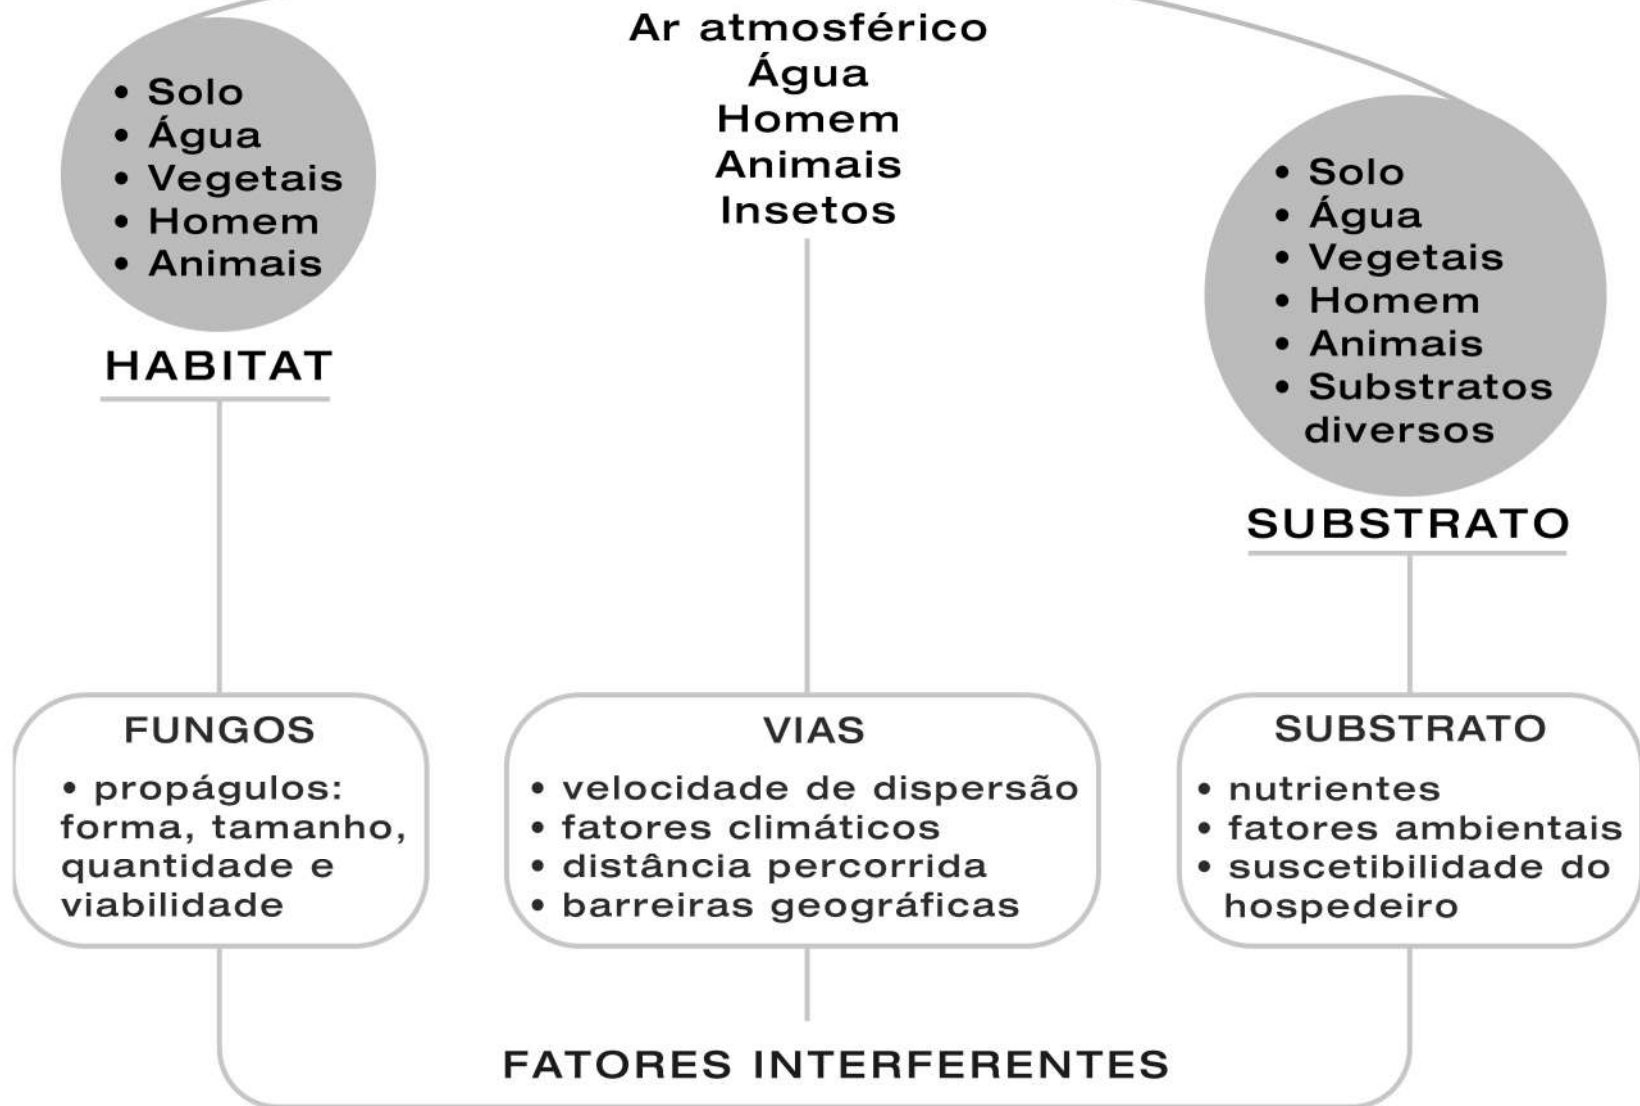 Ar atmosférico
Água
Homem
Animais
Insetos
• Solo
• Água
• Vegetais
• Homem
• Animais
HABITAT
• Solo
• Água
• Vegetais
• Homem
• Animais
• Substratos
diversos
SUBSTRATO
FUNGOS
• propágulos:
forma, tamanho,
quantidade e
viabilidade
VIAS
• velocidade de dispersão
• fatores climáticos
• distância percorrida
• barreiras geográficas
SUBSTRATO
• nutrientes
• fatores ambientais
• suscetibilidade do
hospedeiro
FATORES INTERFERENTES